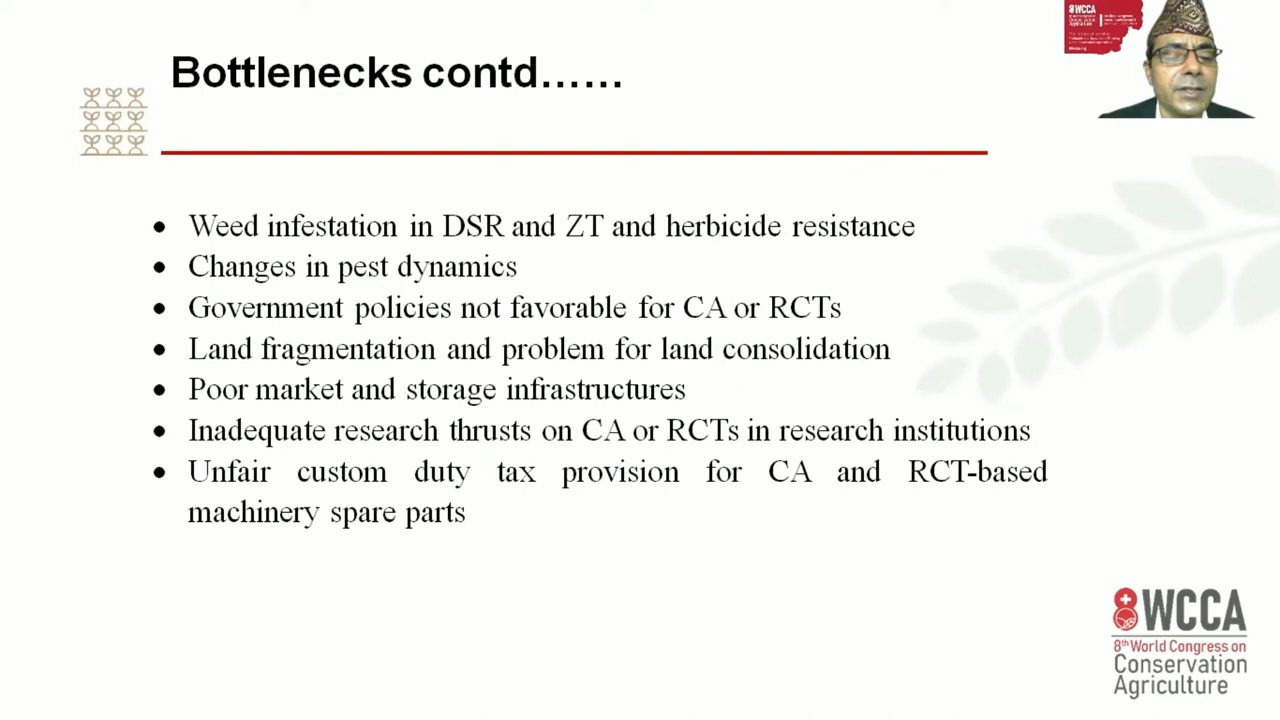 Bottlenecks contd……
8WCCA
• Weed infestation in DSR and ZT and herbicide resistance
• Changes in pest dynamics
• Government policies not favorable for CA or RCTs
• Land fragmentation and problem for land consolidation
• Poor market and storage infrastructures
• Inadequate research thrusts on CA or RCTs in research institutions
• Unfair custom duty tax provision for CA and RCT-based
machinery spare parts
8WCCA
8th World Congress on
Conservation
Agriculture